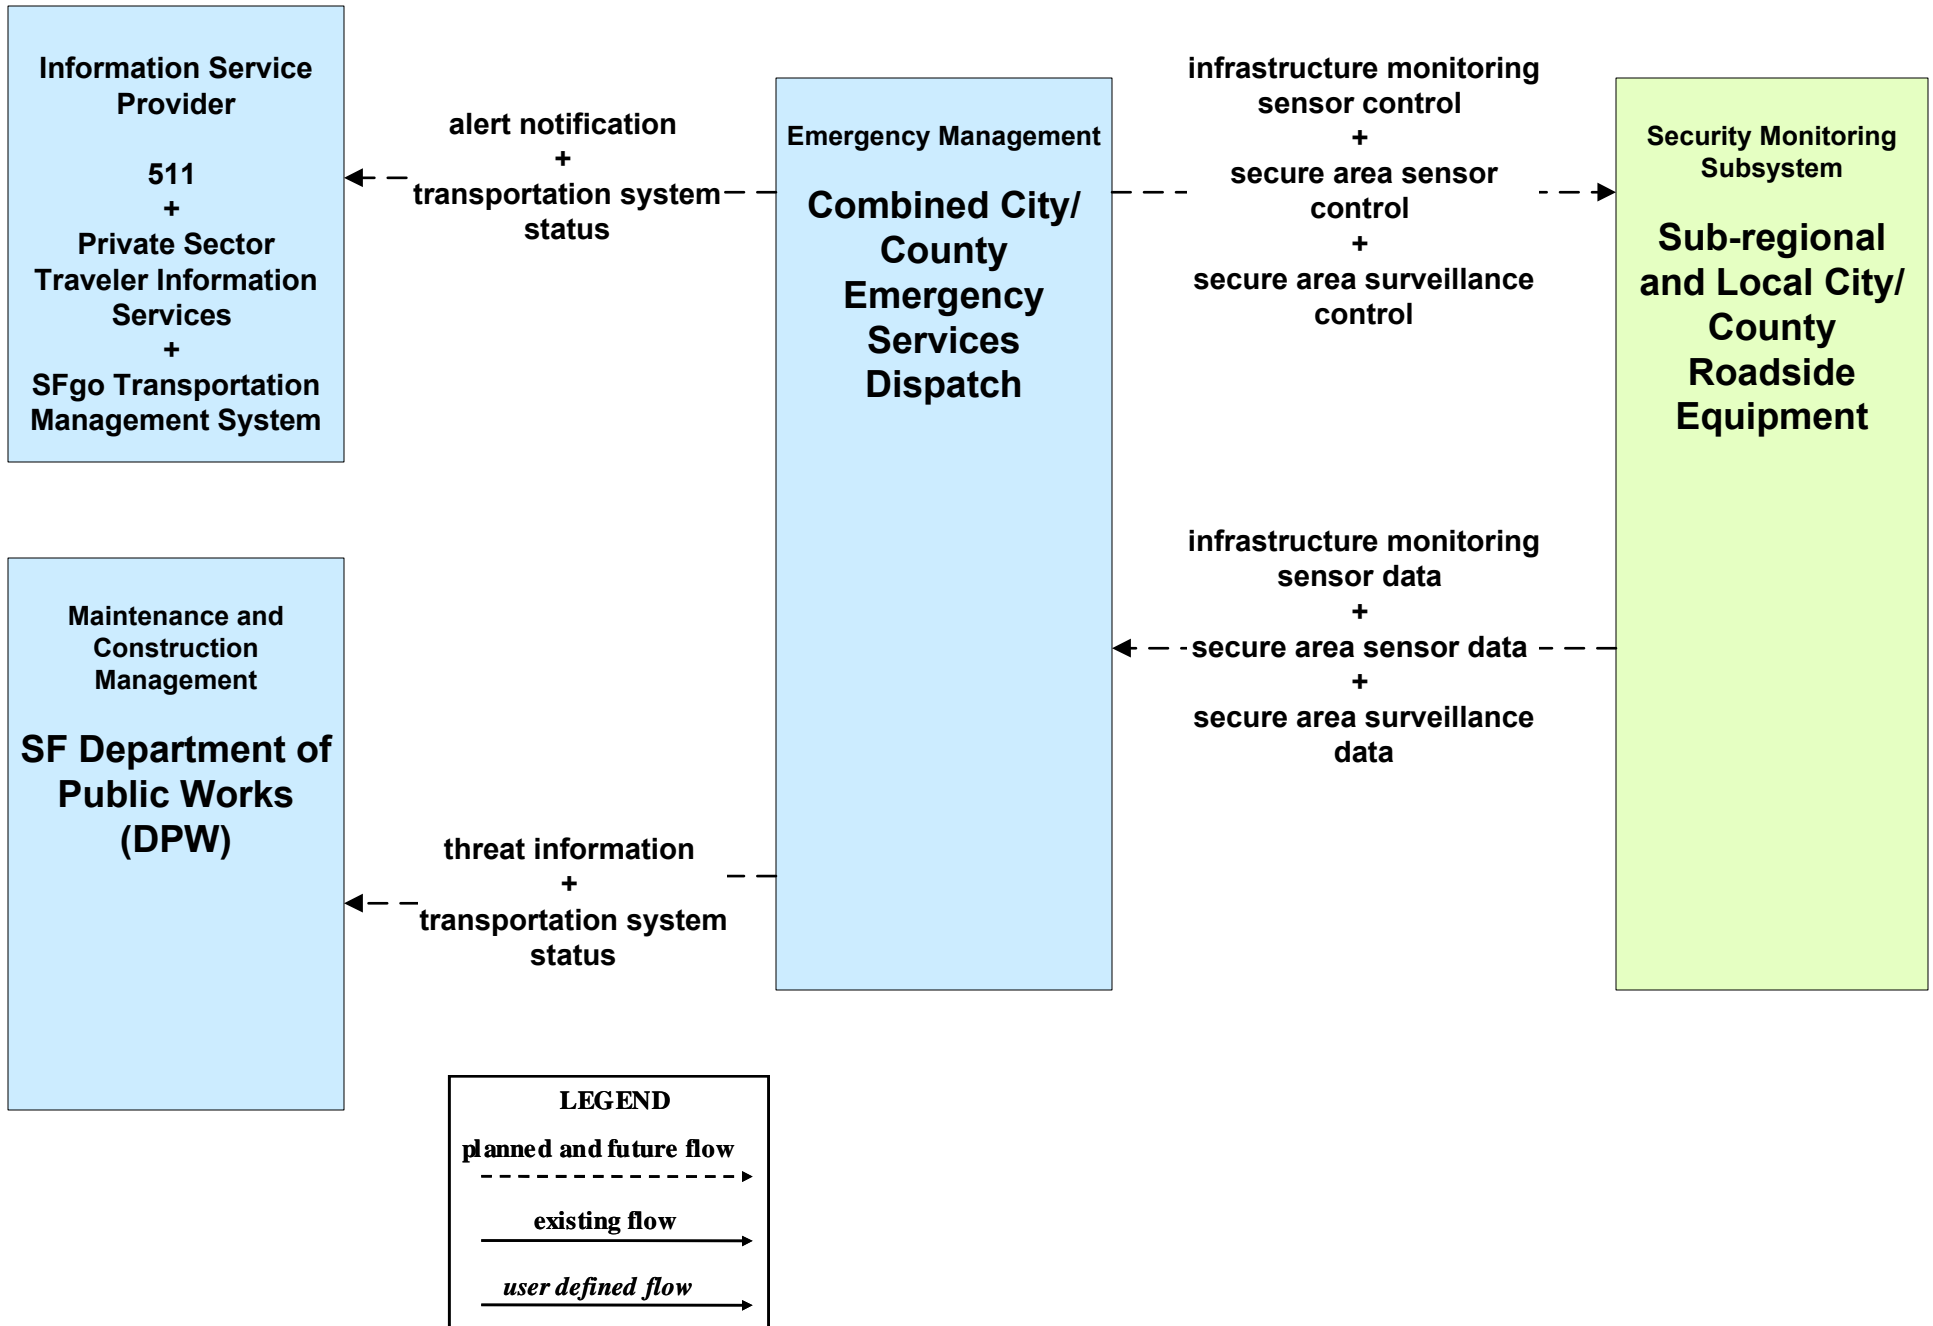 Information Service
Provider
511
+
Private Sector
Traveler Information
Services
+
SFgo Transportation
Management System
alert notification
+
transportation system
status
Emergency Management
Combined City/
County
Emergency
Services
Dispatch
infrastructure monitoring
sensor control
+
secure area sensor
control
+
secure area surveillance
control
Security Monitoring
Subsystem
Sub-regional
and Local City/
County
Roadside
Equipment
infrastructure monitoring
sensor data
+
secure area sensor data
+
secure area surveillance
data
Maintenance and
Construction
Management
SF Department of
Public Works
(DPW)
threat information
+
transportation system
status
LEGEND
planned and future flow
existing flow
user defined flow